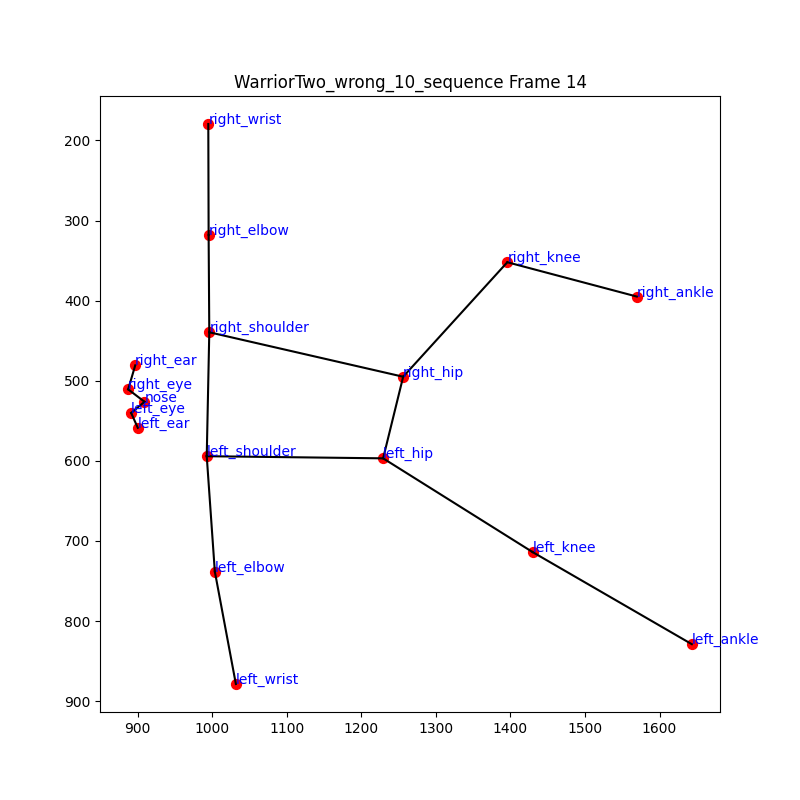 WarriorTwo_wrong_10_sequence Frame 14
right_wrist
right_elbow
right_shoulder
right_knee
right_ankle
right_hip
right_ear
right_eye
nose
left_eye
left_ear
left_shoulder
left_hip
left_knee
left_elbow
left_ankle
left_wrist
200
300
400
500
600
700
800
900
900 1000 1100 1200 1300 1400 1500 1600